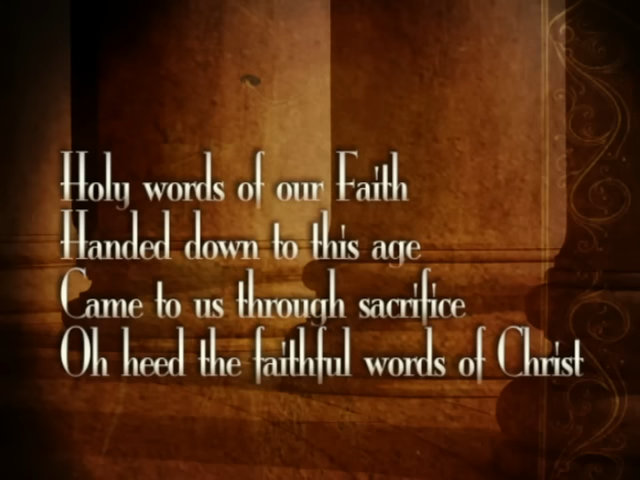 Holy words of our Faith
Handed down to this age
Came to us through sacrifice
Oh heed the faithful words of Christ